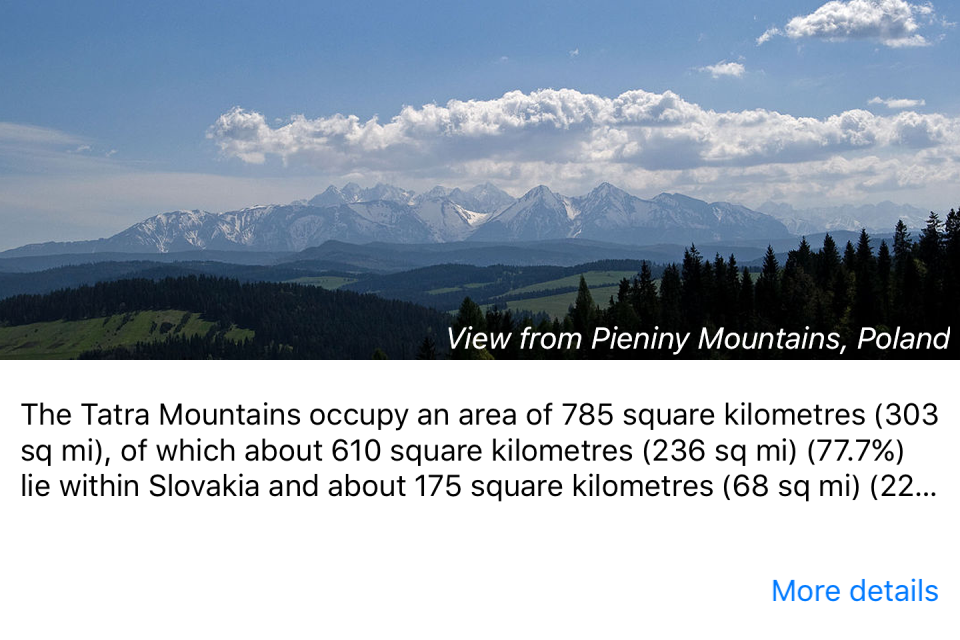 View from Pieniny Mountains, Poland
The Tatra Mountains occupy an area of 785 square kilometres (303
sq mi), of which about 610 square kilometres (236 sq mi) (77.7%)
lie within Slovakia and about 175 square kilometres (68 sq mi) (22...
More details